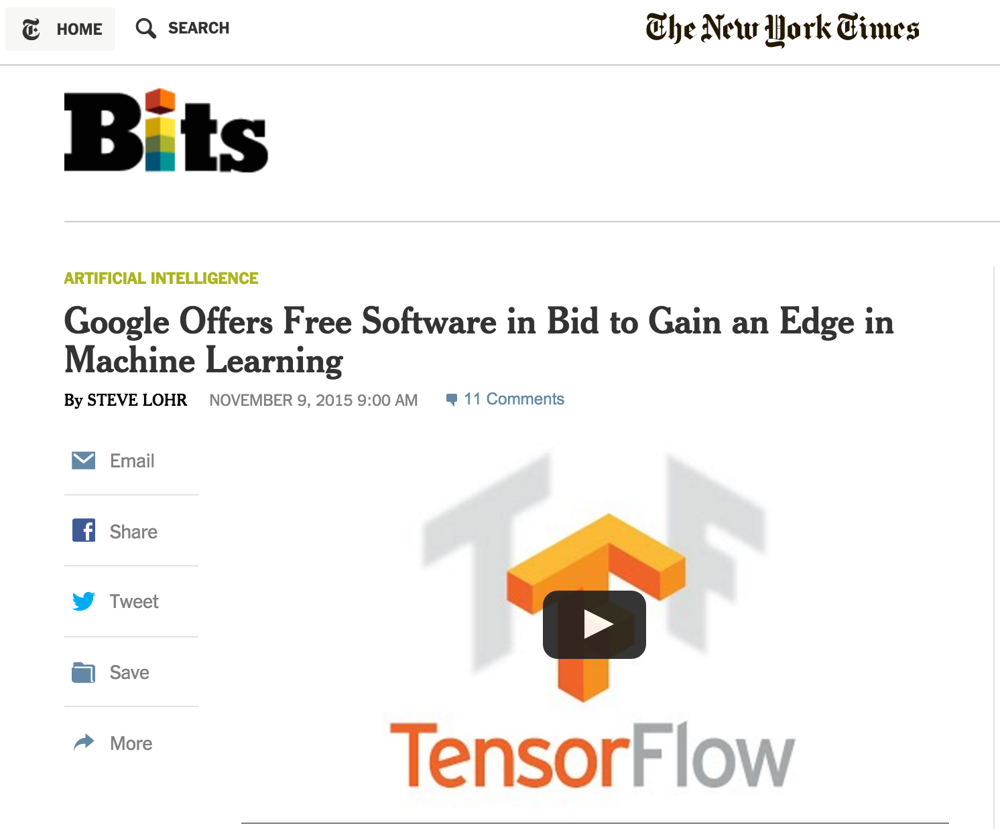 HOME
SEARCH
The New York Times
Bits
ARTIFICIAL INTELLIGENCE
Google Offers Free Software in Bid to Gain an Edge in
Machine Learning
By STEVE LOHR NOVEMBER 9, 2015 9:00 AM 11 Comments
Email
Share
Tweet
Save
More
TF
TensorFlow